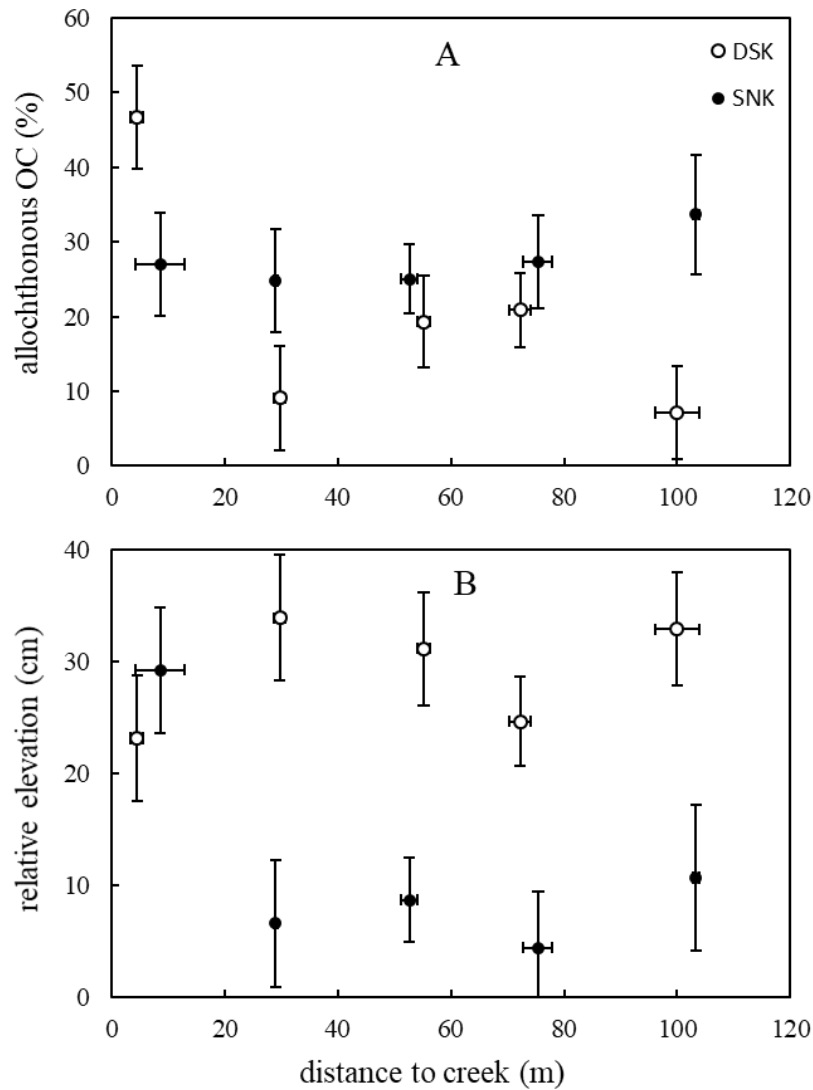 A
DSK
SNK
allochthonous OC (%)
60
50
40
30
20
10
0
0 20 40 60 80 100 120
B
relative elevation (cm)
40
30
20
10
0
0 20 40 60 80 100 120
distance to creek (m)